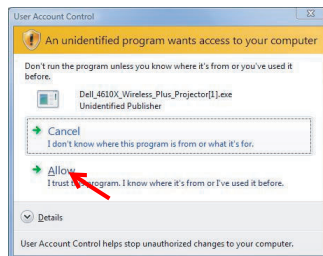 User Account Control
An unidentified program wants access to your computer
Don't run the program unless you know where it's from or you've used it
before.
Dell_4610X_Wireless_Plus_Projector[1].exe
Unidentified Publisher
Cancel
I don't know where this program is from or what it's for.
Allow
I trust this program. I know where it's from or I've used it before.
Details
User Account Control helps stop unauthorized changes to your computer.